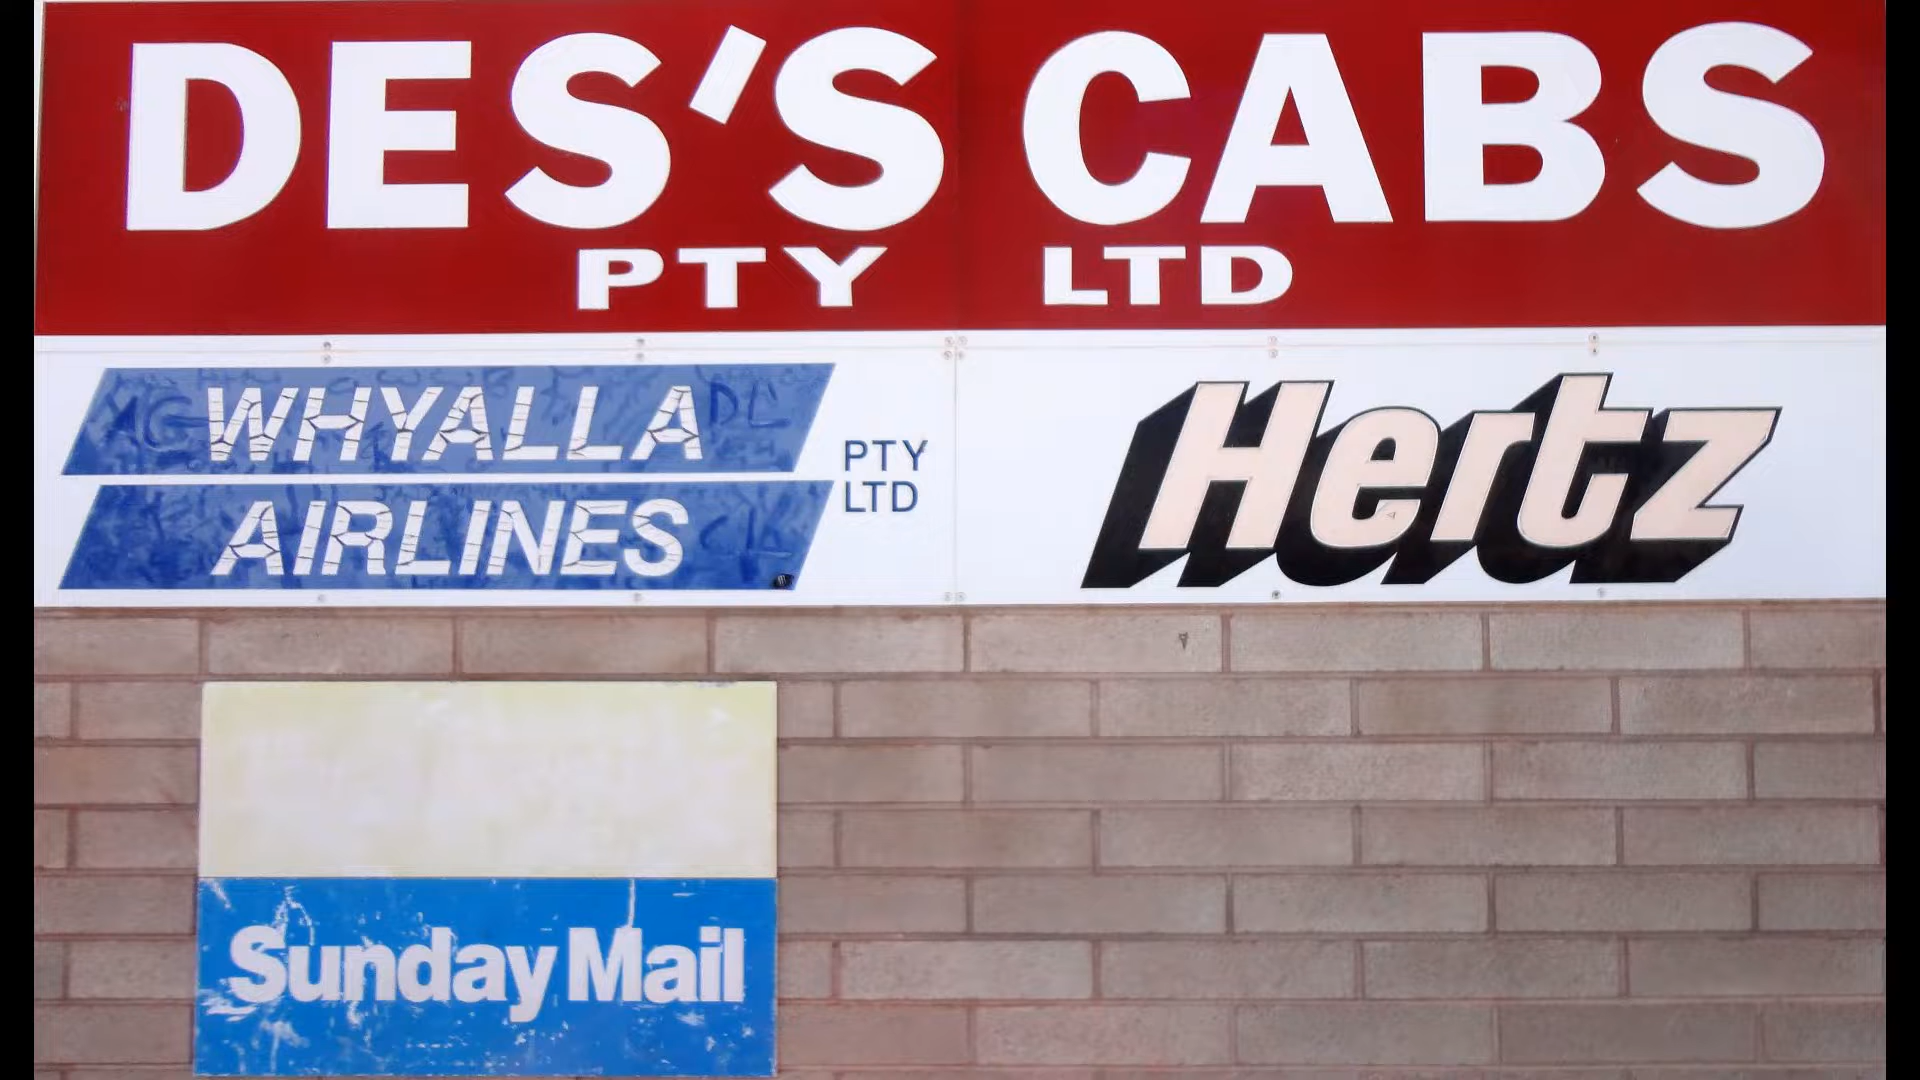 DES'S CABS
PTY LTD
WHYALLA
AIRLINES
PTY
LTD
Hertz
Sunday Mail